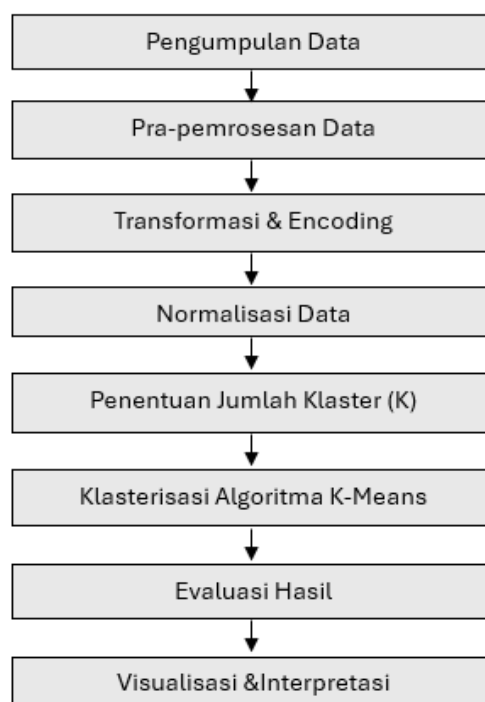 Pengumpulan Data
Pra-pemrosesan Data
Transformasi & Encoding
Normalisasi Data
Penentuan Jumlah Klaster (K)
Klasterisasi Algoritma K-Means
Evaluasi Hasil
Visualisasi &Interpretasi